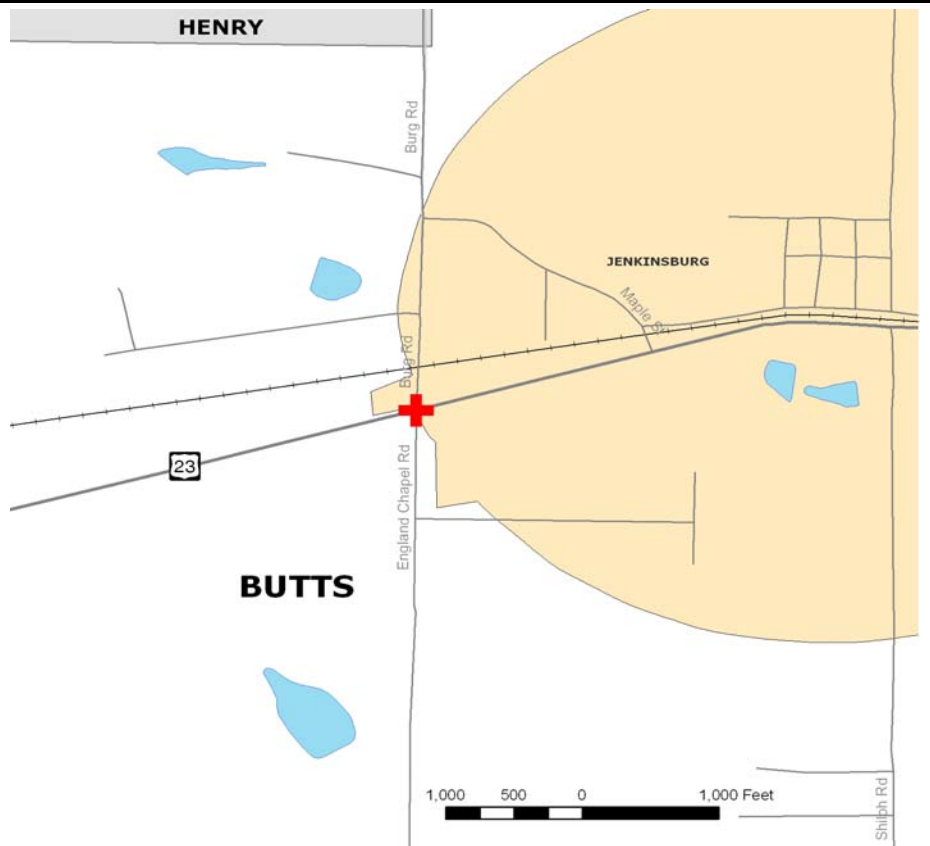 HENRY
Burg Rd
JENKINSBURG
Maple St
Burg Rd
23
England Chapel Rd
BUTTS
1,000 500 0 1,000 Feet
Shiloh Rd